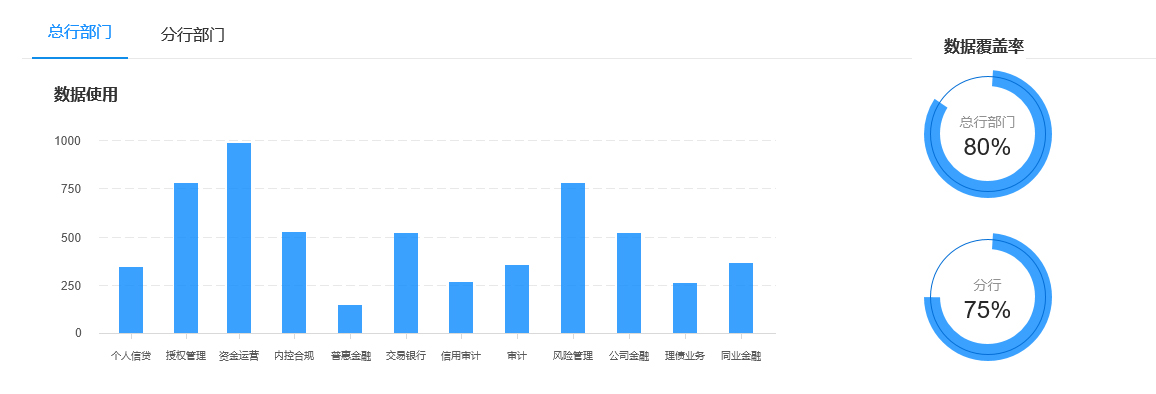 总行部门 分行部门
数据覆盖率
数据使用
1000
750
500
250
0
个人信贷 授权管理 资金运营 内控合规 普惠金融 交易银行 信用审计 审计 风险管理 公司金融 理债业务 同业金融
总行部门
80%
分行
75%